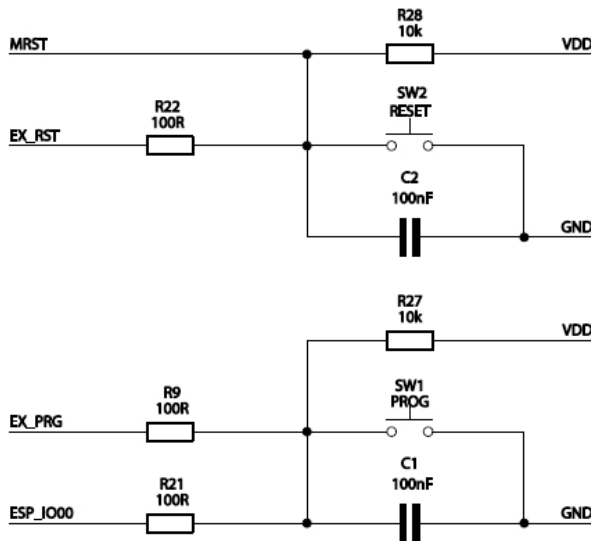 R28
10k
MRST
VDD
SW2
RESET
R22
100R
EX_RST
C2
100nF
GND
R27
10k
VDD
SW1
PROG
R9
100R
EX_PRG
C1
100nF
R21
100R
ESP_IO00
GND